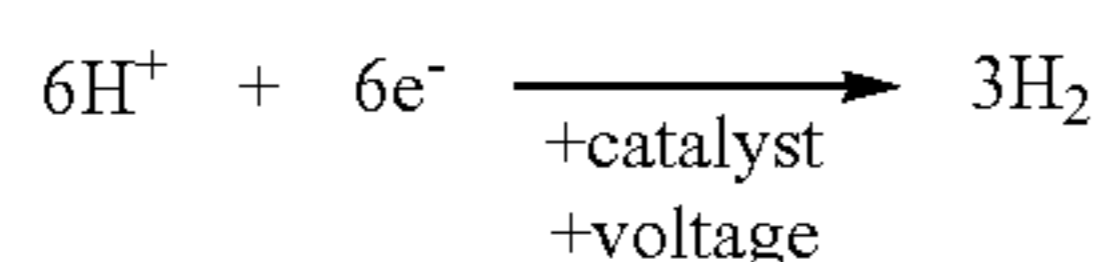 6H⁺ + 6e⁻ → 3H₂
+catalyst
+voltage